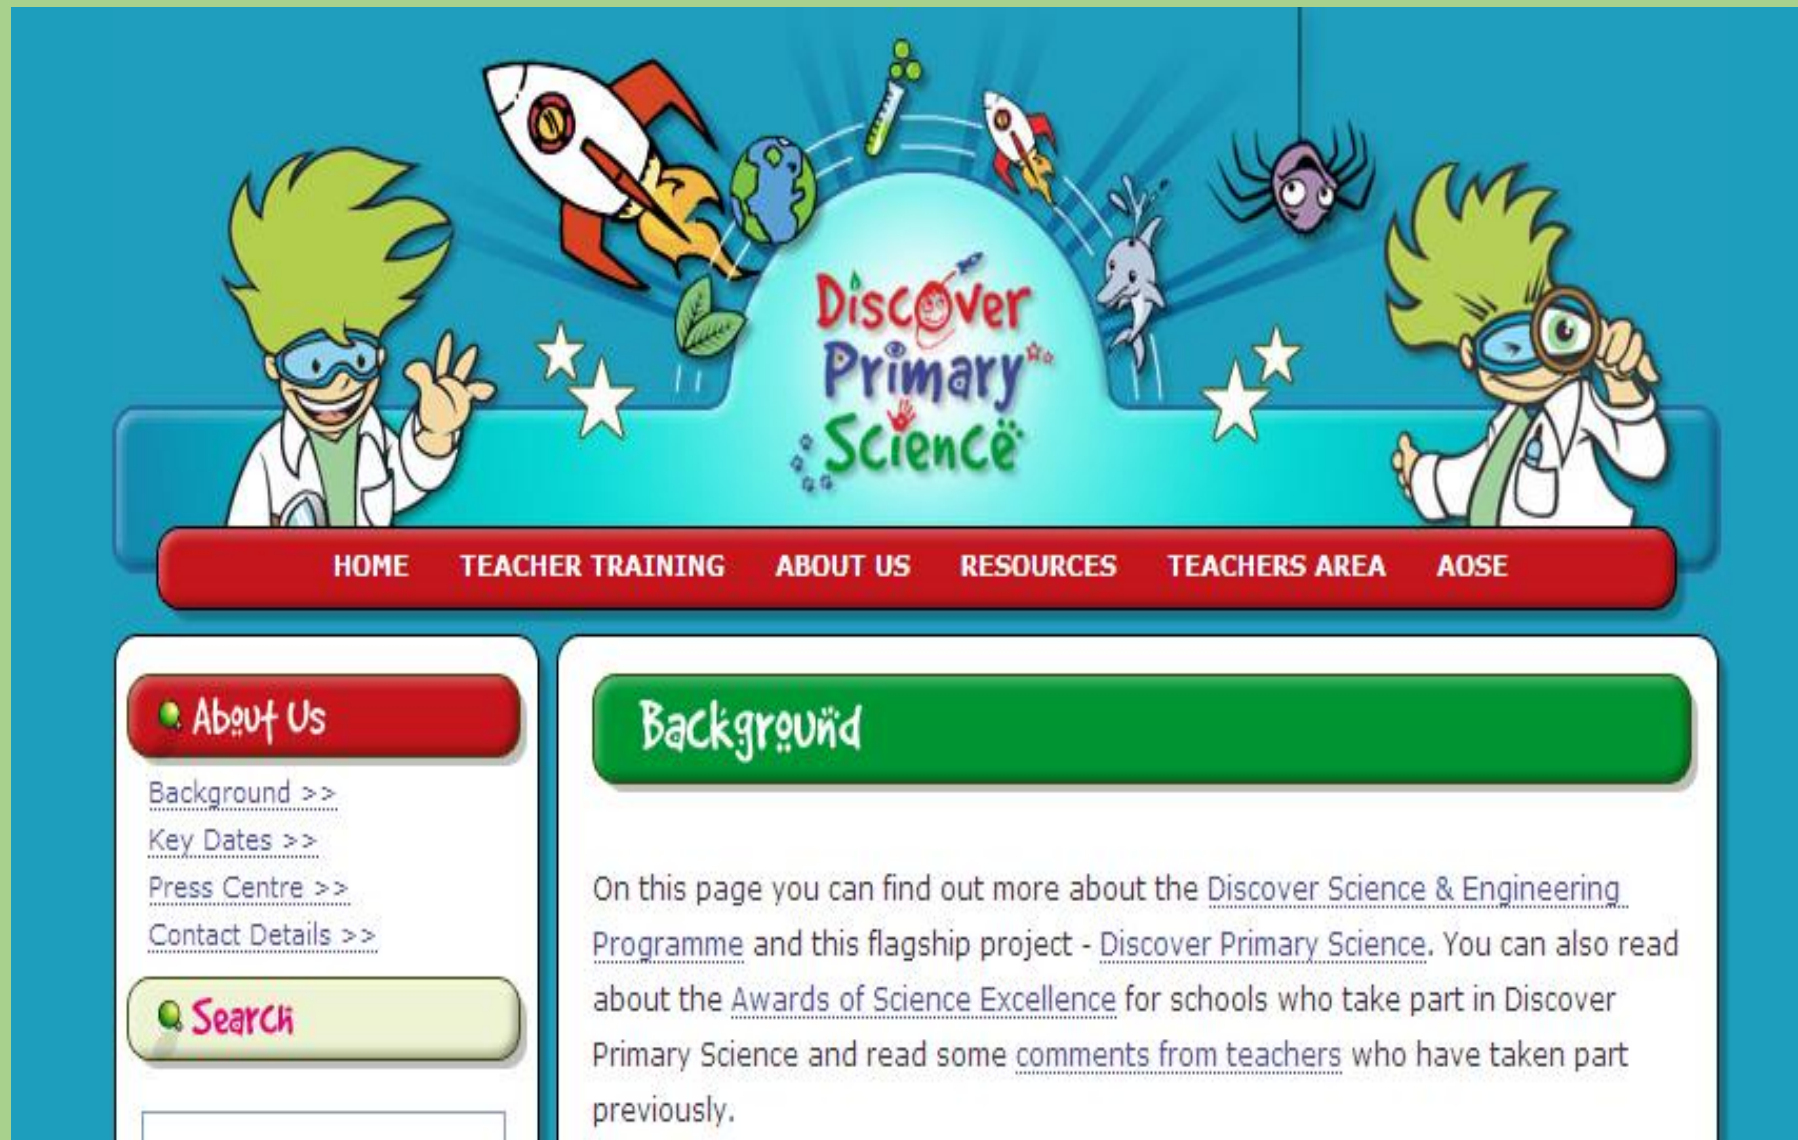 Discover
Primary
Science
HOME TEACHER TRAINING ABOUT US RESOURCES TEACHERS AREA AOSE
About Us
Background >>
Key Dates >>
Press Centre >>
Contact Details >>
Search
Background
On this page you can find out more about the Discover Science & Engineering
Programme and this flagship project - Discover Primary Science. You can also read
about the Awards of Science Excellence for schools who take part in Discover
Primary Science and read some comments from teachers who have taken part
previously.